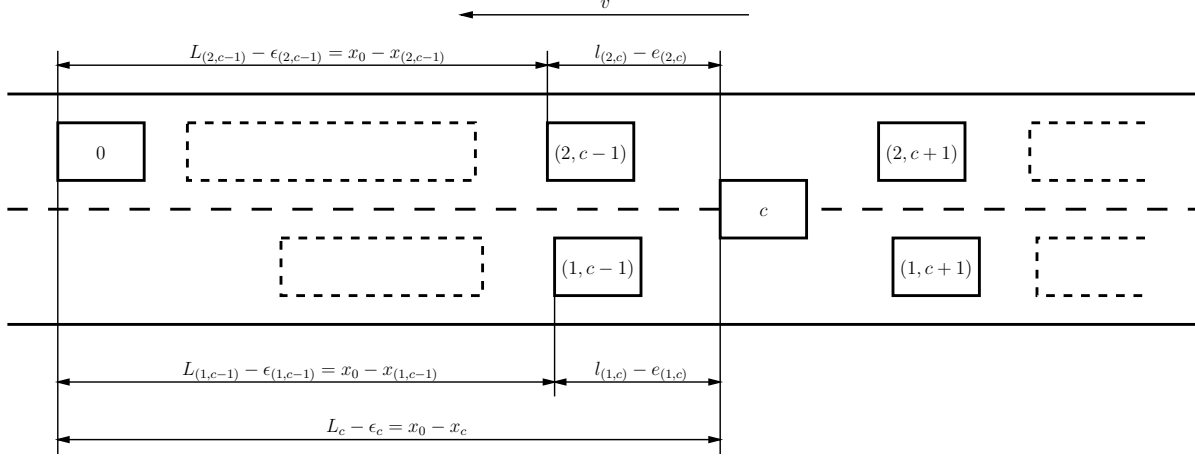 v
L_{(2,c−1)} − ϵ_{(2,c−1)} = x_0 − x_{(2,c−1)}
l_{(2,c)} − e_{(2,c)}
0
(2, c − 1)
(2, c + 1)
c
(1, c − 1)
(1, c + 1)
L_{(1,c−1)} − ϵ_{(1,c−1)} = x_0 − x_{(1,c−1)}
l_{(1,c)} − e_{(1,c)}
L_c − ϵ_c = x_0 − x_c